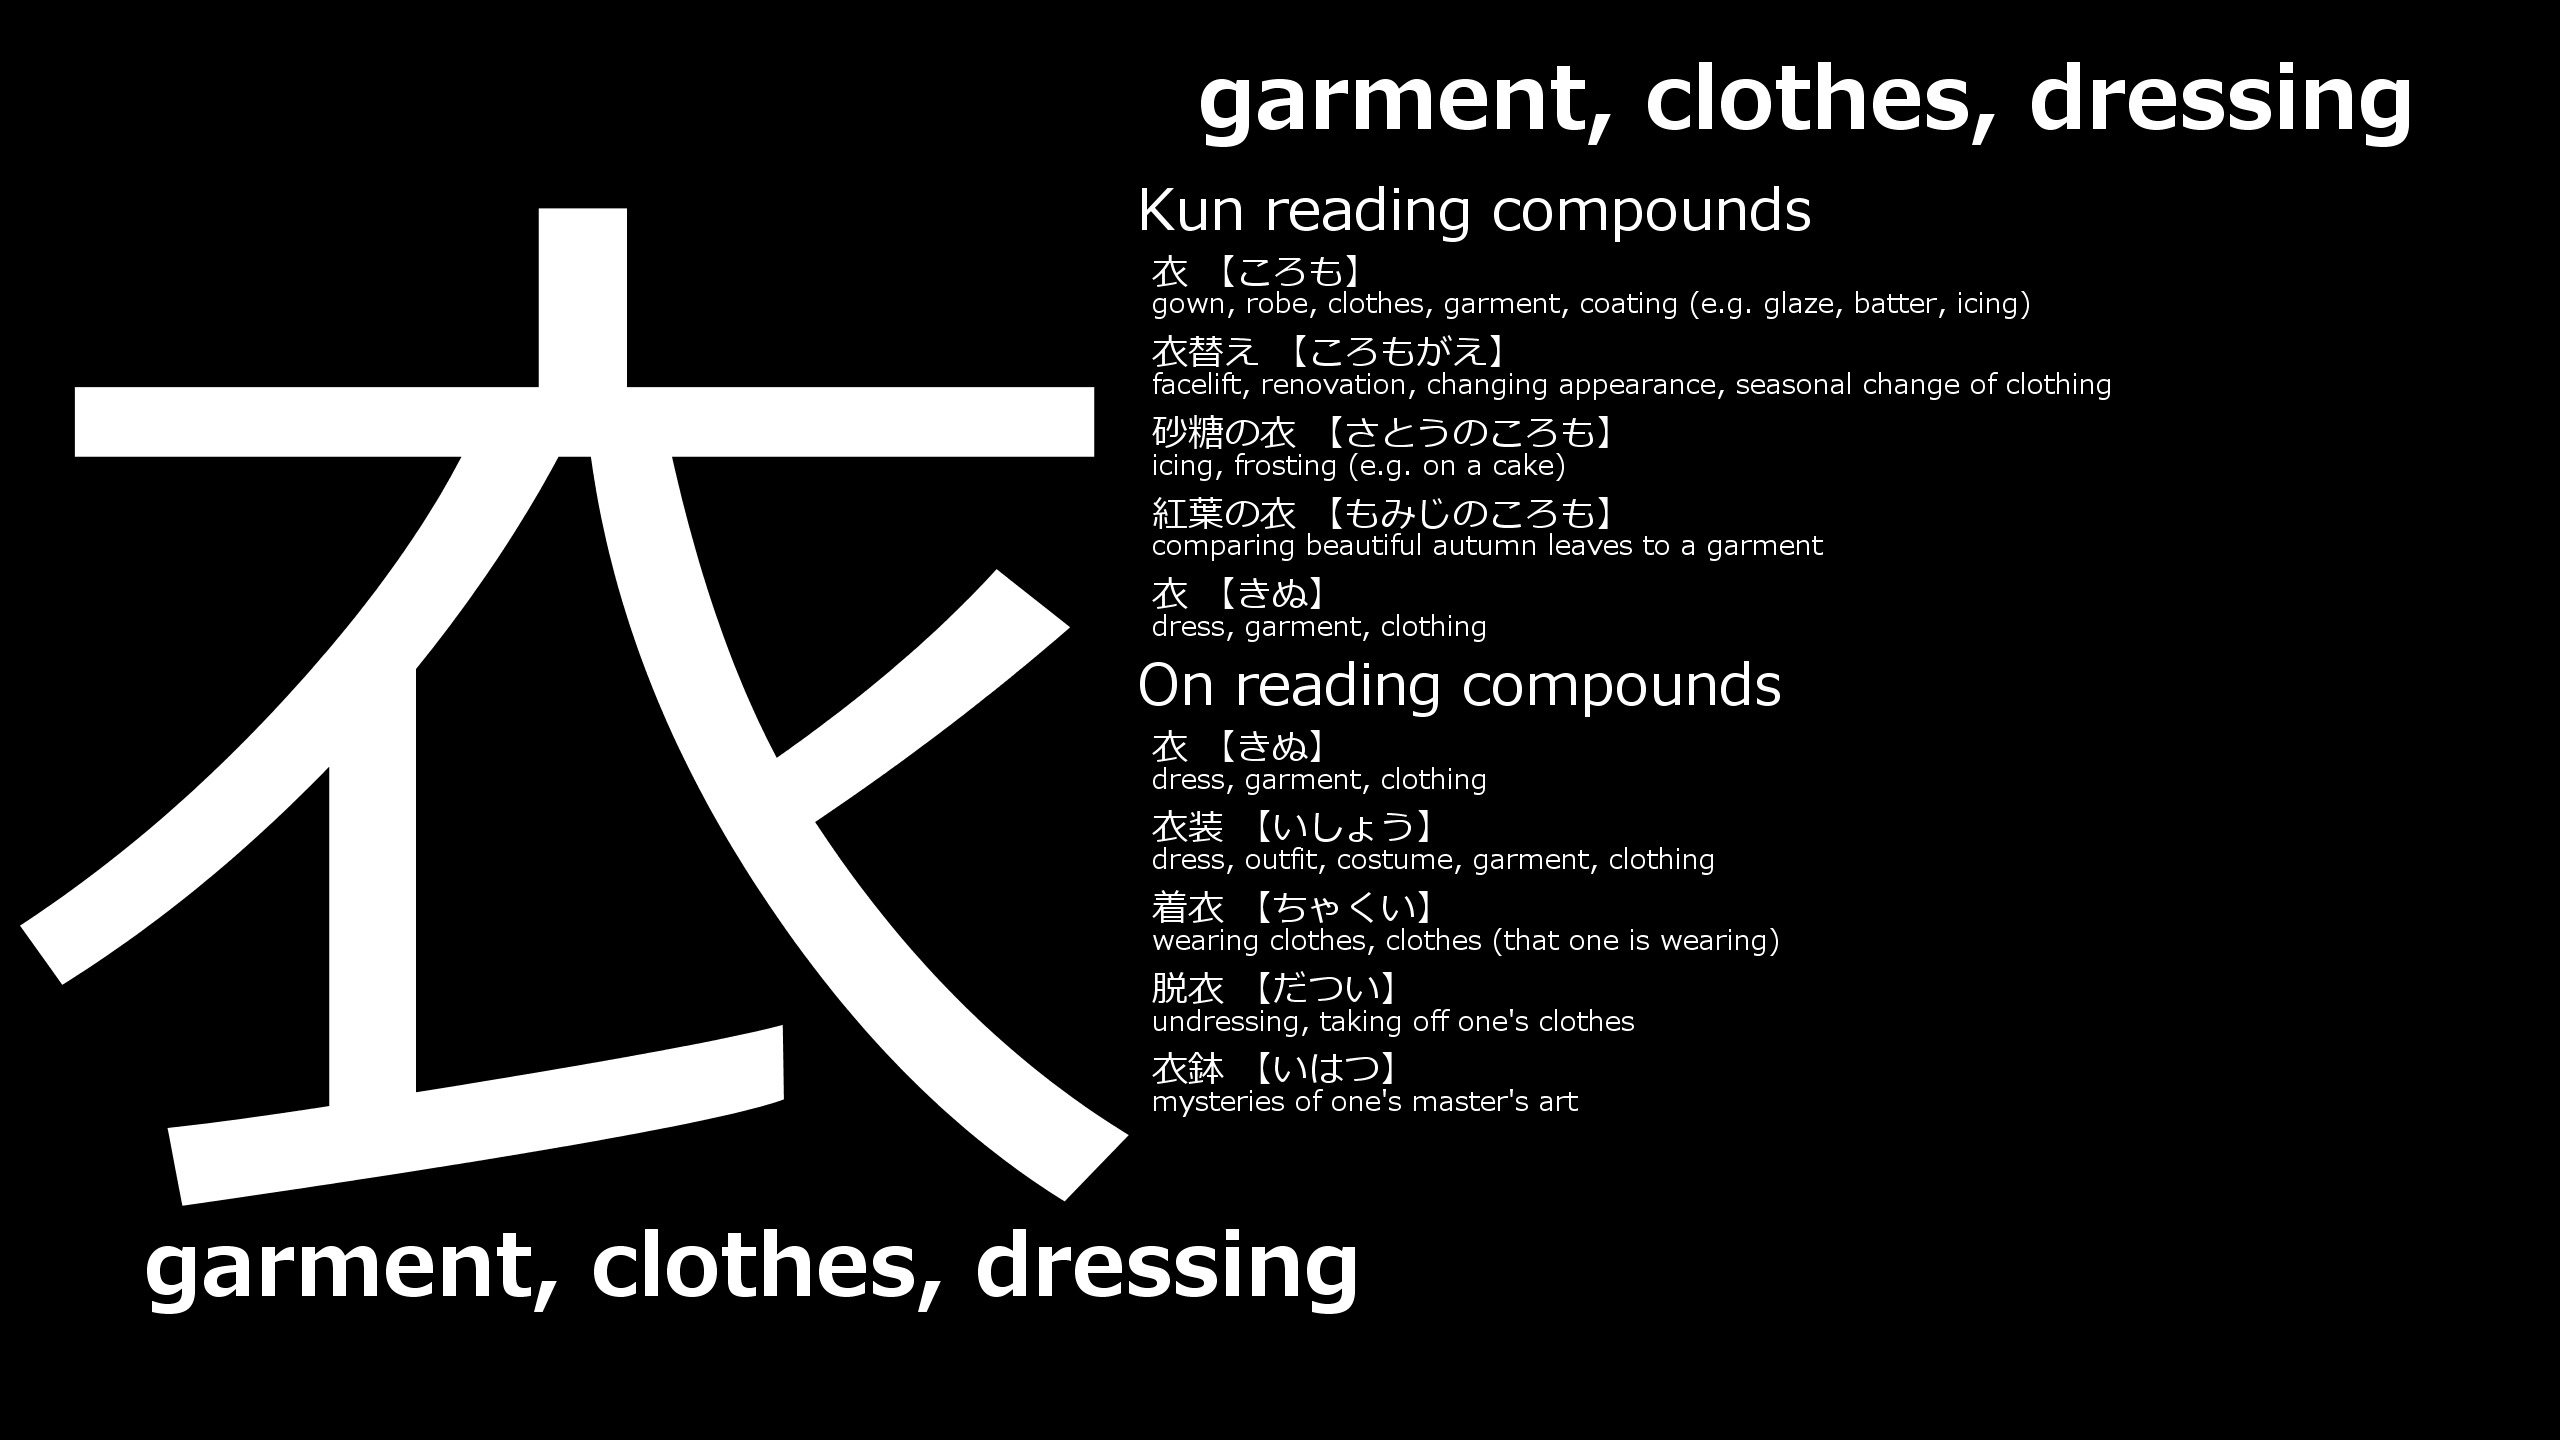 衣
garment, clothes, dressing
garment, clothes, dressing
Kun reading compounds
衣 【ころも】
gown, robe, clothes, garment, coating (e.g. glaze, batter, icing)
衣替え 【ころもがえ】
facelift, renovation, changing appearance, seasonal change of clothing
砂糖の衣 【さとうのころも】
icing, frosting (e.g. on a cake)
紅葉の衣 【もみじのころも】
comparing beautiful autumn leaves to a garment
衣 【きぬ】
dress, garment, clothing
On reading compounds
衣 【きぬ】
dress, garment, clothing
衣装 【いしょう】
dress, outfit, costume, garment, clothing
着衣 【ちゃくい】
wearing clothes, clothes (that one is wearing)
脱衣 【だつい】
undressing, taking off one's clothes
衣鉢 【いはつ】
mysteries of one's master's art